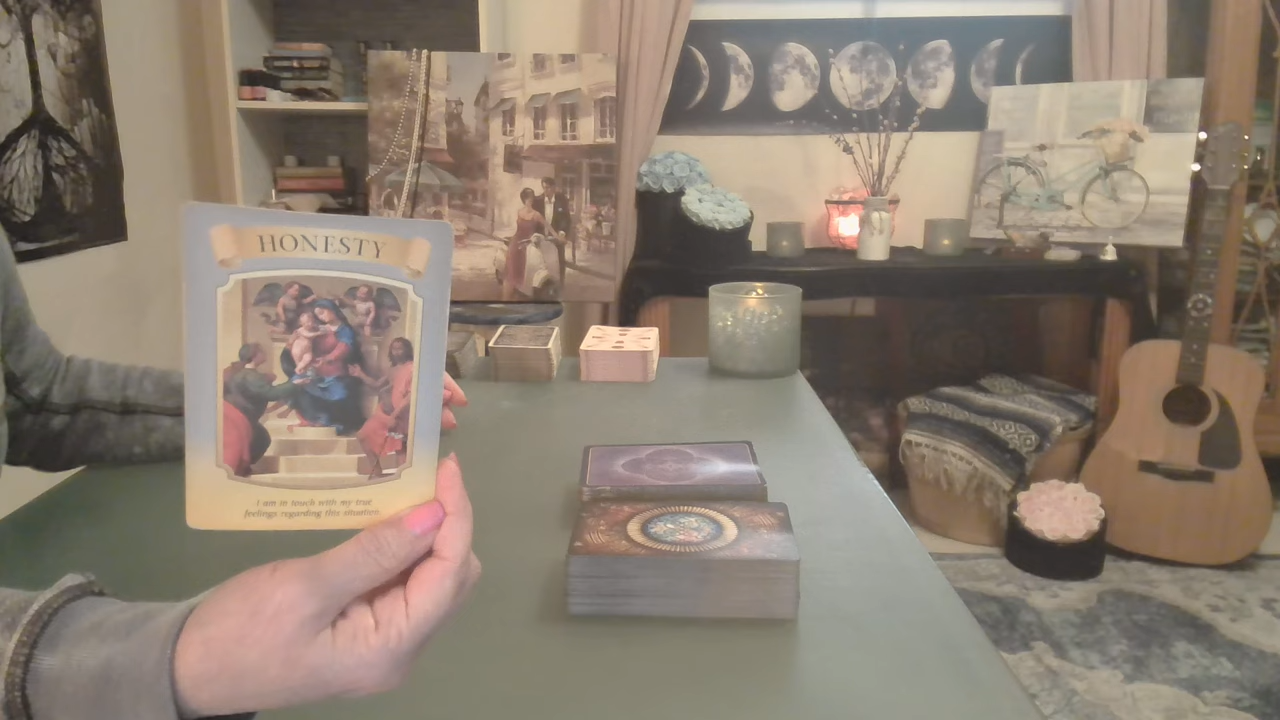 HONESTY
I am in touch with my true
feelings regarding this situation.